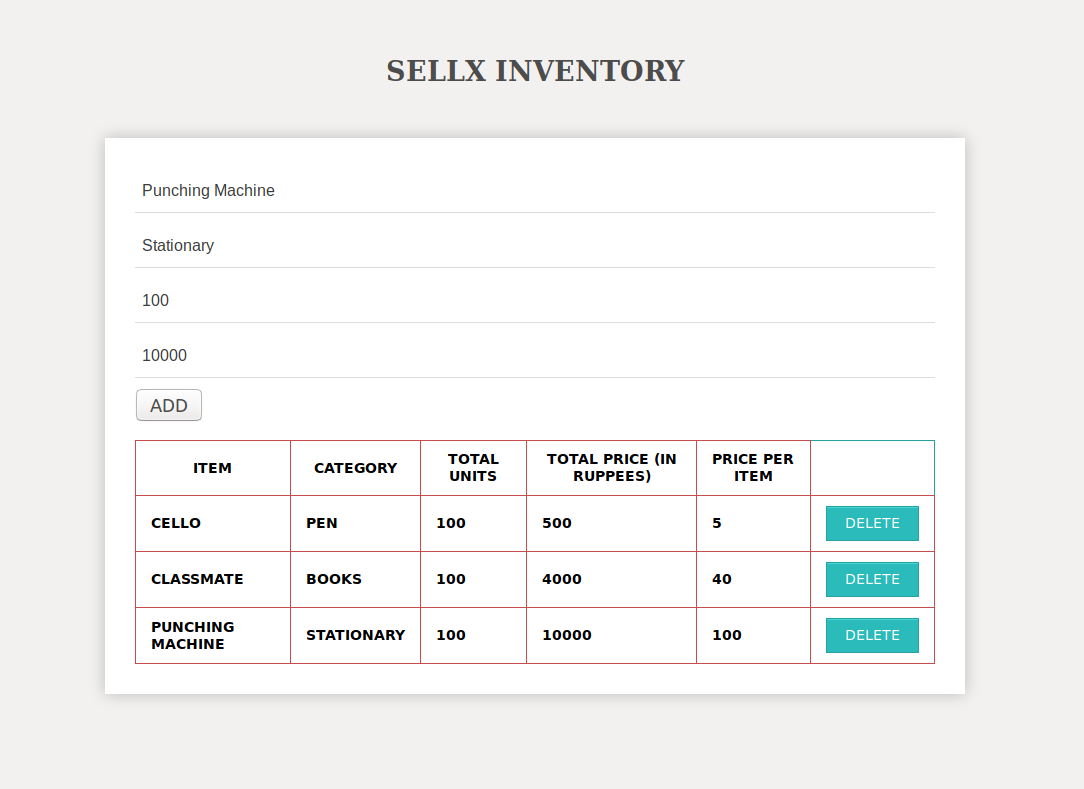 SELLX INVENTORY
Punching Machine
Stationary
100
10000
ADD
ITEM CATEGORY TOTAL UNITS TOTAL PRICE (IN RUPPEES) PRICE PER ITEM
CELLO PEN 100 500 5 DELETE
CLASSMATE BOOKS 100 4000 40 DELETE
PUNCHING MACHINE STATIONARY 100 10000 100 DELETE